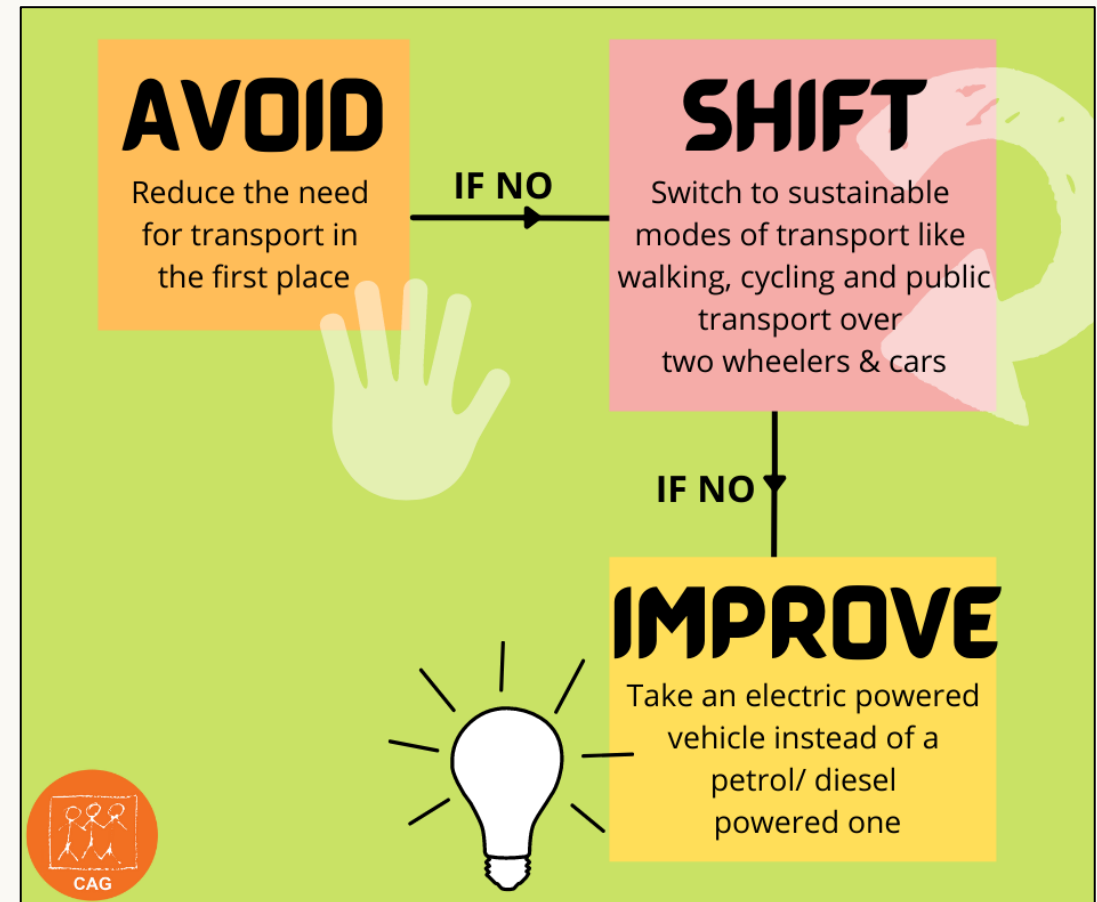 AVOID
Reduce the need
for transport in
the first place
IF NO
SHIFT
Switch to sustainable
modes of transport like
walking, cycling and public
transport over
two wheelers & cars
IF NO
IMPROVE
Take an electric powered
vehicle instead of a
petrol/ diesel
powered one
CAG